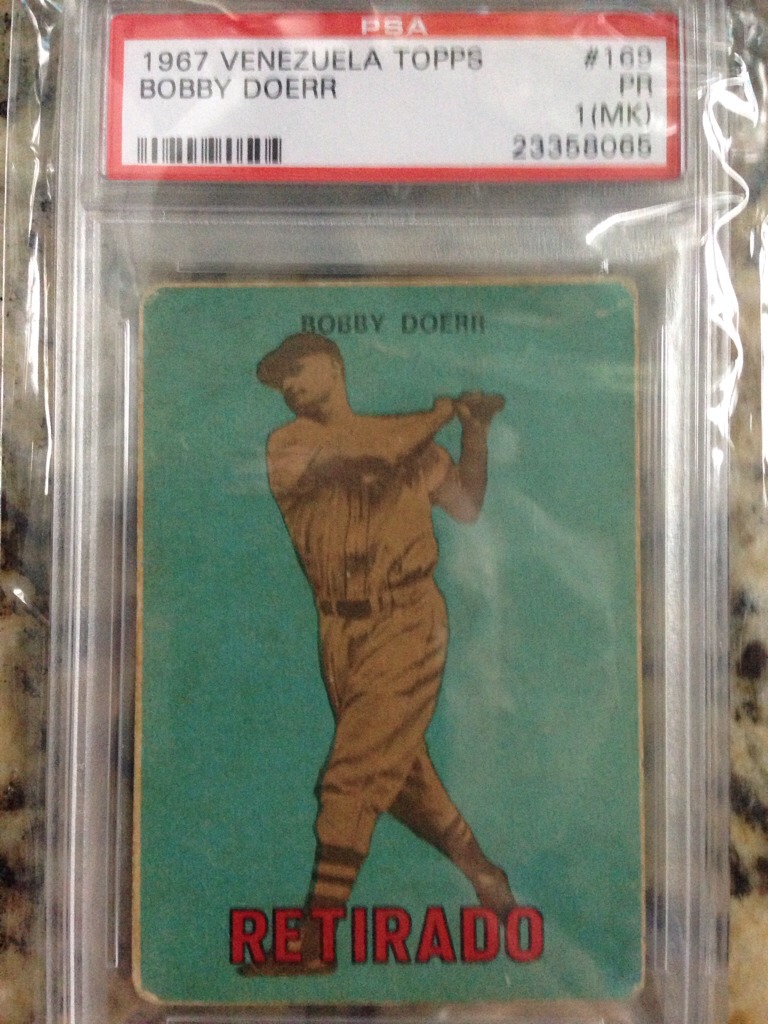 PSA
1967 VENEZUELA TOPPS #169
BOBBY DOERR PR
1(MK)
23358065
BOBBY DOERR
RETIRADO